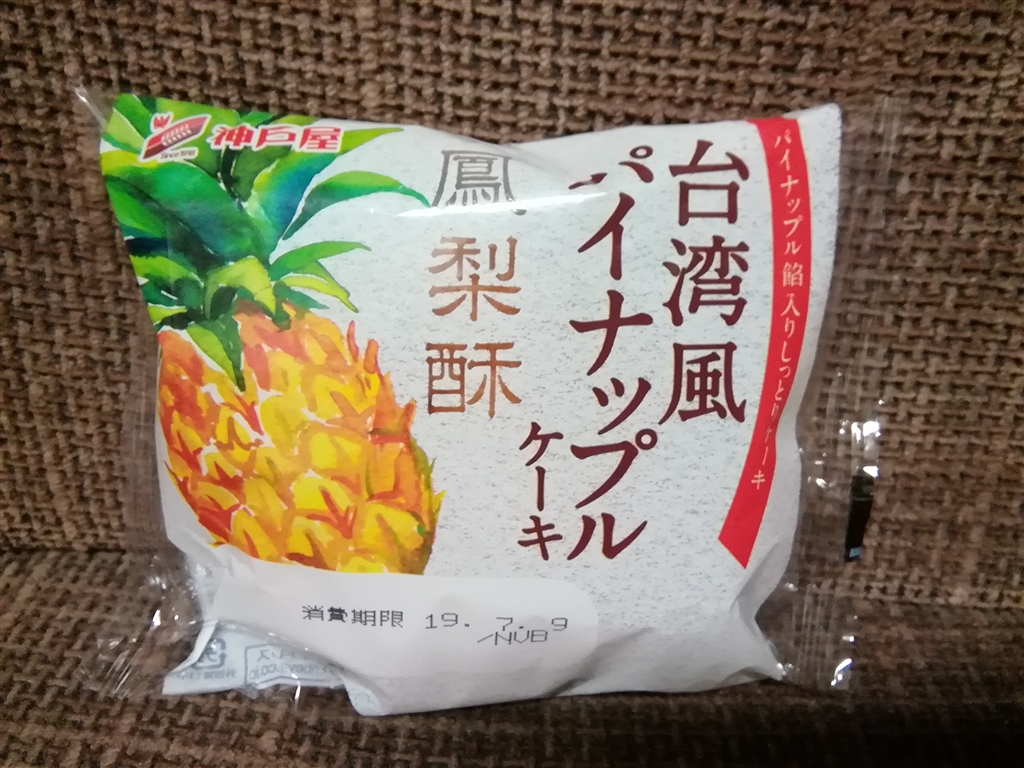 神戸屋
パイナップル餡入りしっとりケーキ
台湾風
パイナップル
ケーキ
鳳梨酥
消費期限 19. 7. 9
/NVB